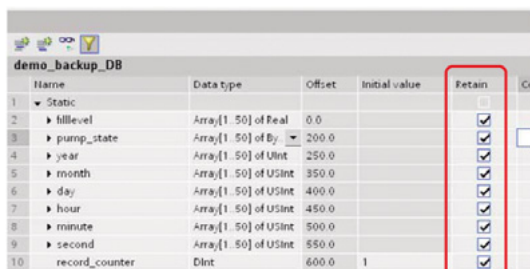 demo_backup_DB
Name Data type Offset Initial value Retain Co
1 Static
2 filllevel Array[1..50] of Real 0.0
3 pump_state Array[1..50] of By.. 200.0
4 year Array[1..50] of UInt 250.0
5 month Array[1..50] of USInt 350.0
6 day Array[1..50] of USInt 400.0
7 hour Array[1..50] of USInt 450.0
8 minute Array[1..50] of USInt 500.0
9 second Array[1..50] of USInt 550.0
10 record_counter DInt 600.0 1